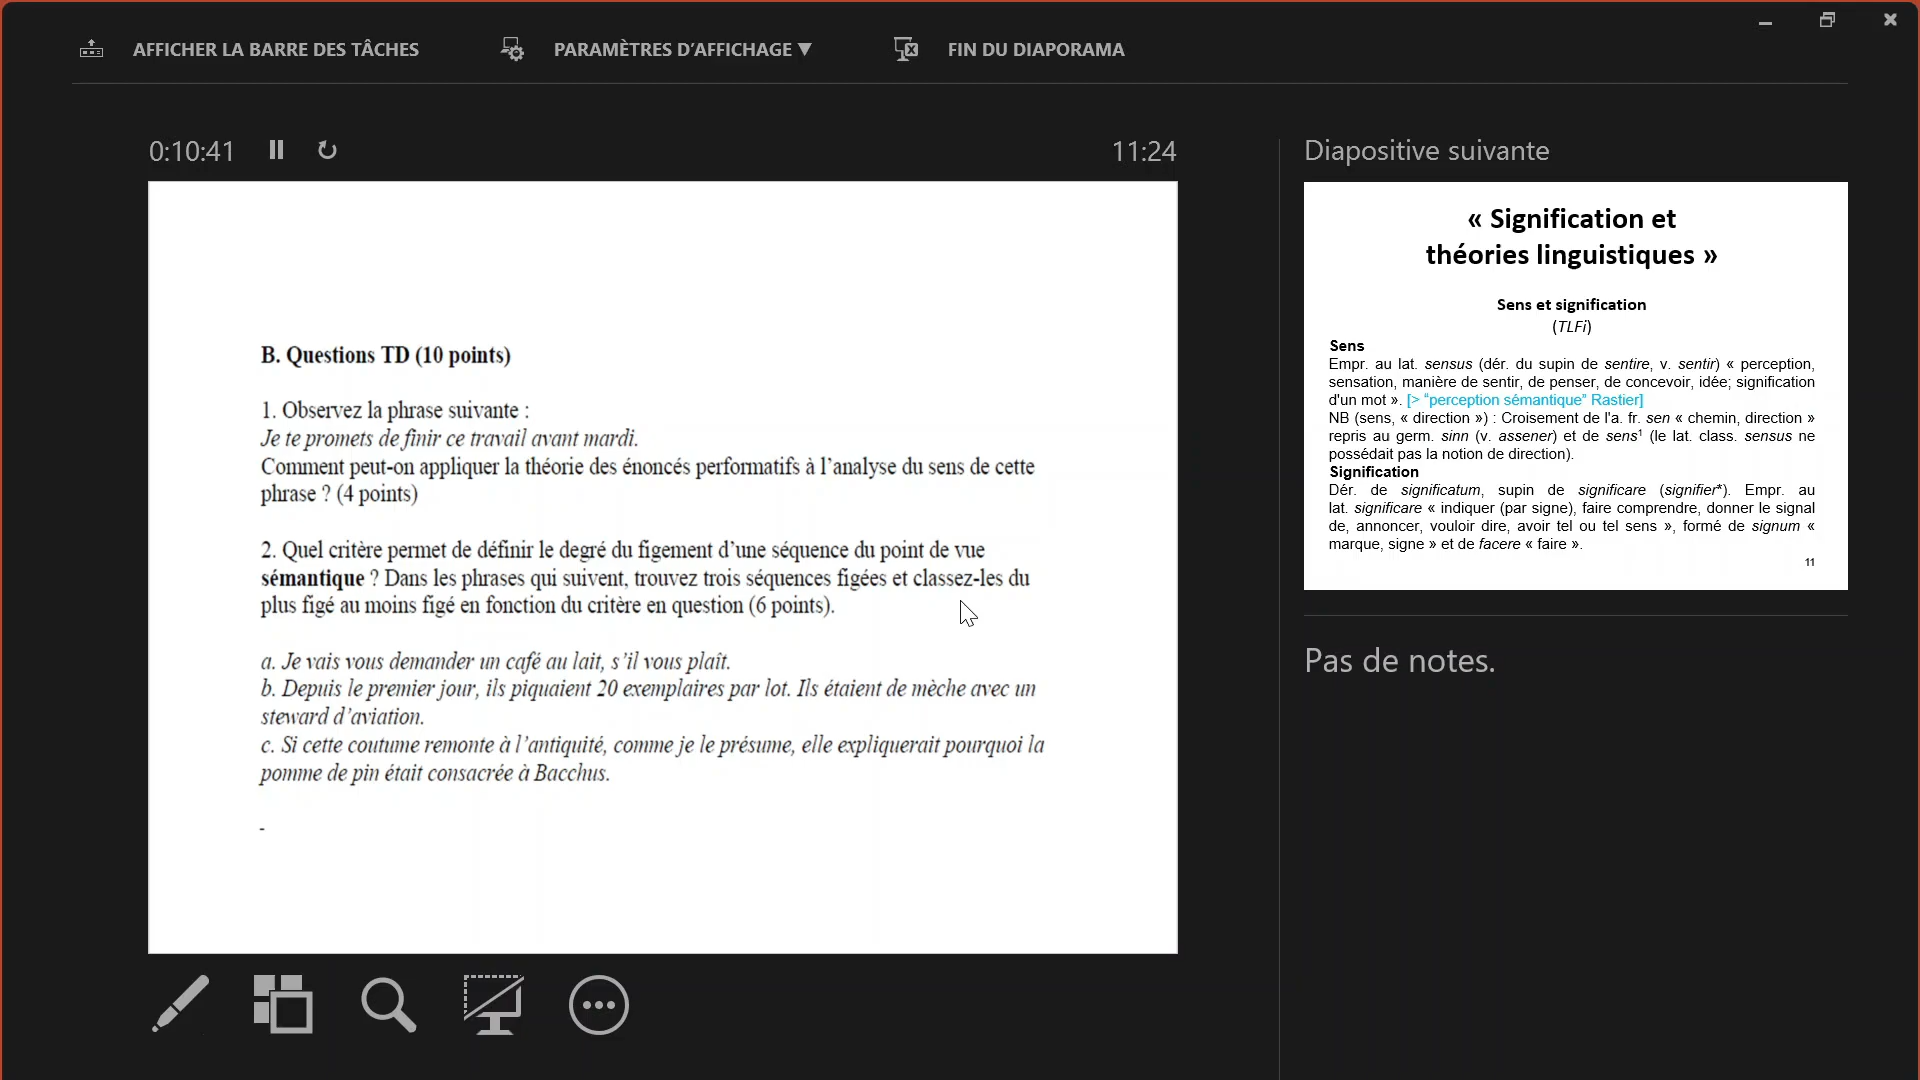 AFFICHER LA BARRE DES TÂCHES
PARAMÈTRES D'AFFICHAGE ▼
FIN DU DIAPORAMA
0:10:41
11:24
B. Questions TD (10 points)
1. Observez la phrase suivante :
Je te promets de finir ce travail avant mardi.
Comment peut-on appliquer la théorie des énoncés performatifs à l'analyse du sens de cette
phrase ? (4 points)
2. Quel critère permet de définir le degré du figement d'une séquence du point de vue
sémantique ? Dans les phrases qui suivent, trouvez trois séquences figées et classez-les du
plus figé au moins figé en fonction du critère en question (6 points).
a. Je vais vous demander un café au lait, s'il vous plaît.
b. Depuis le premier jour, ils piquaient 20 exemplaires par lot. Ils étaient de mèche avec un
steward d'aviation.
c. Si cette coutume remonte à l'antiquité, comme je le présume, elle expliquerait pourquoi la
pomme de pin était consacrée à Bacchus.
-
Diapositive suivante
« Signification et
théories linguistiques »
Sens et signification
(TLFi)
Sens
Empr. au lat. sensus (dér. du supin de sentire, v. sentir) « perception,
sensation, manière de sentir, de penser, de concevoir, idée; signification
d'un mot ». [> "perception sémantique" Rastier]
NB (sens, « direction ») : Croisement de l'a. fr. sen « chemin, direction »
repris au germ. sinn (v. assener) et de sens¹ (le lat. class. sensus ne
possédait pas la notion de direction).
Signification
Dér. de significatum, supin de significare (signifier*). Empr. au
lat. significare « indiquer (par signe), faire comprendre, donner le signal
de, annoncer, vouloir dire, avoir tel ou tel sens », formé de signum «
marque, signe » et de facere « faire ».
11
Pas de notes.